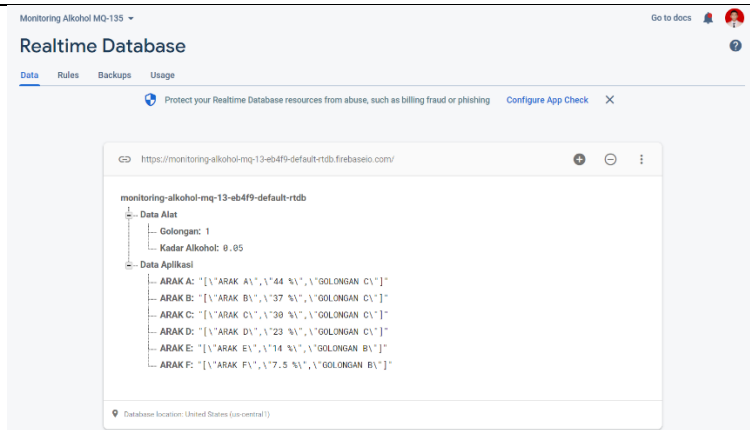 Monitoring Alkohol MQ-135
Go to docs
Realtime Database
Data Rules Backups Usage
Protect your Realtime Database resources from abuse, such as billing fraud or phishing Configure App Check
https://monitoring-alkohol-mq-13-eb4f9-default-rtdb.firebaseio.com/
monitoring-alkohol-mq-13-eb4f9-default-rtdb
Data Alat
Golongan: 1
Kadar Alkohol: 0.05
Data Aplikasi
ARAK A: "[\"ARAK A\",\"44 %\",\"GOLONGAN C\"]"
ARAK B: "[\"ARAK B\",\"37 %\",\"GOLONGAN C\"]"
ARAK C: "[\"ARAK C\",\"30 %\",\"GOLONGAN C\"]"
ARAK D: "[\"ARAK D\",\"23 %\",\"GOLONGAN C\"]"
ARAK E: "[\"ARAK E\",\"14 %\",\"GOLONGAN B\"]"
ARAK F: "[\"ARAK F\",\"7.5 %\",\"GOLONGAN B\"]"
Database location: United States (us-central1)